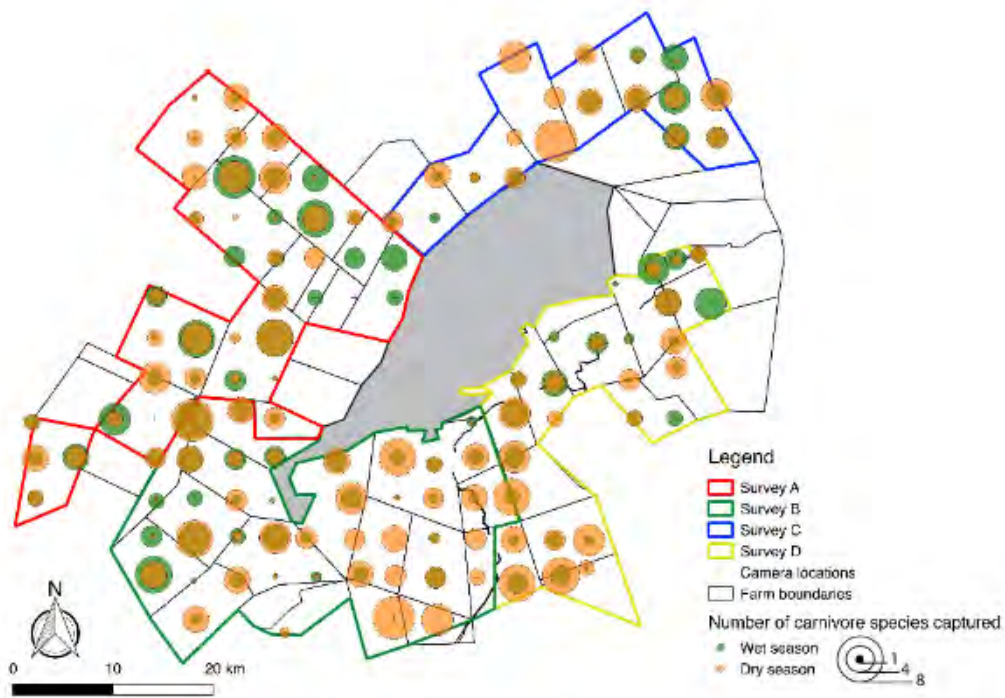 Legend
Survey A
Survey B
Survey C
Survey D
Camera locations
Farm boundaries
Number of carnivore species captured
Wet season
Dry season
1
4
8
N
0 10 20 km